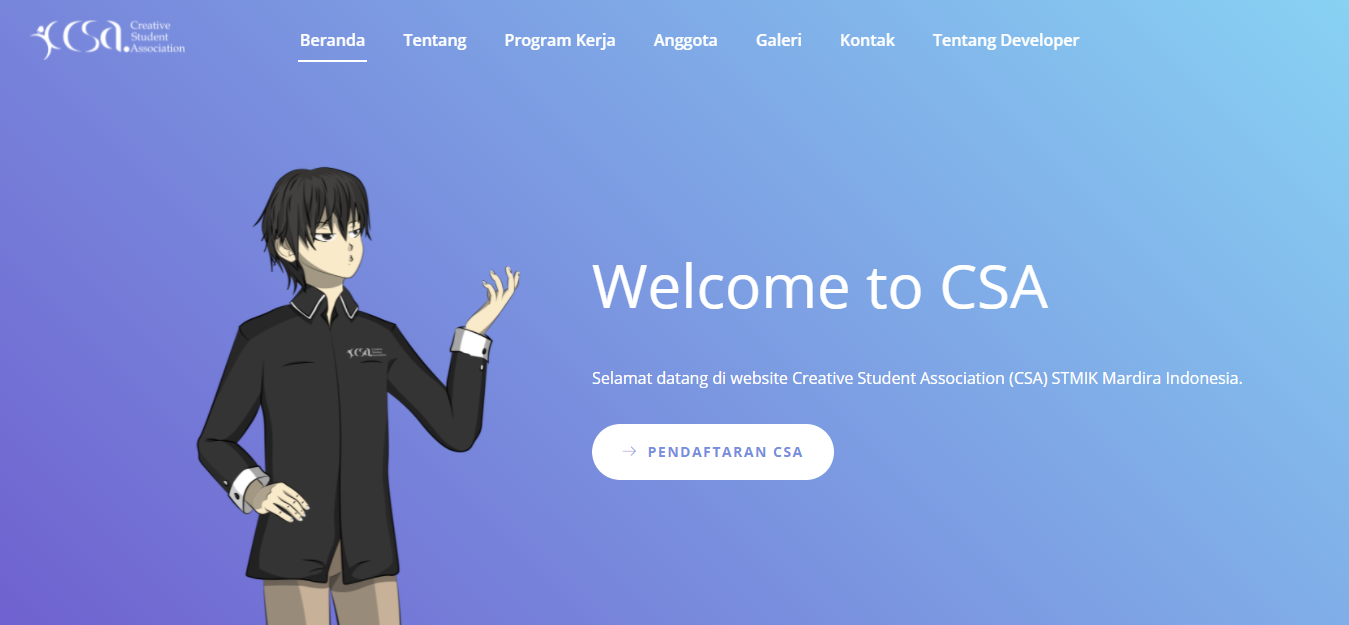 csa.
Creative
Student
Association
Beranda Tentang Program Kerja Anggota Galeri Kontak Tentang Developer
Welcome to CSA
csa.
Selamat datang di website Creative Student Association (CSA) STMIK Mardira Indonesia.
PENDAFTARAN CSA